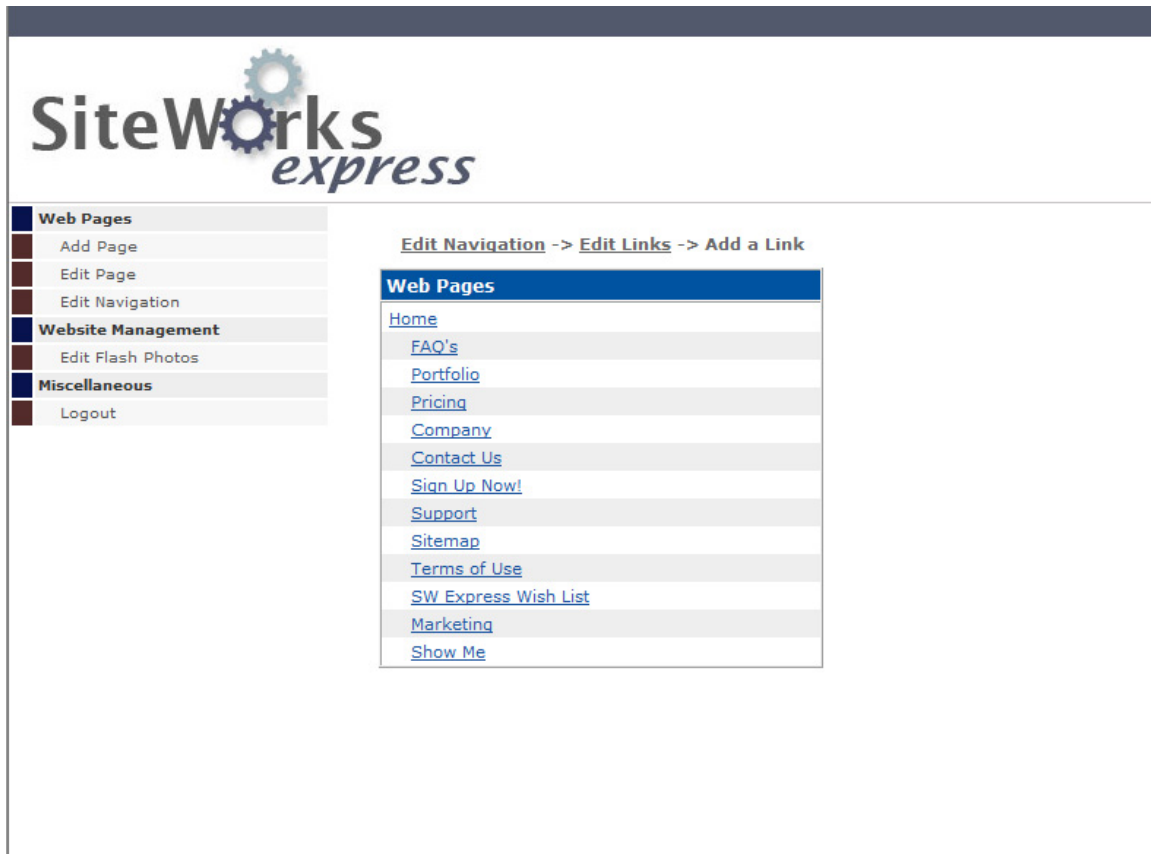 SiteWorks
express
Web Pages
Add Page
Edit Page
Edit Navigation
Website Management
Edit Flash Photos
Miscellaneous
Logout
Edit Navigation -> Edit Links -> Add a Link
Web Pages
Home
FAQ's
Portfolio
Pricing
Company
Contact Us
Sign Up Now!
Support
Sitemap
Terms of Use
SW Express Wish List
Marketing
Show Me